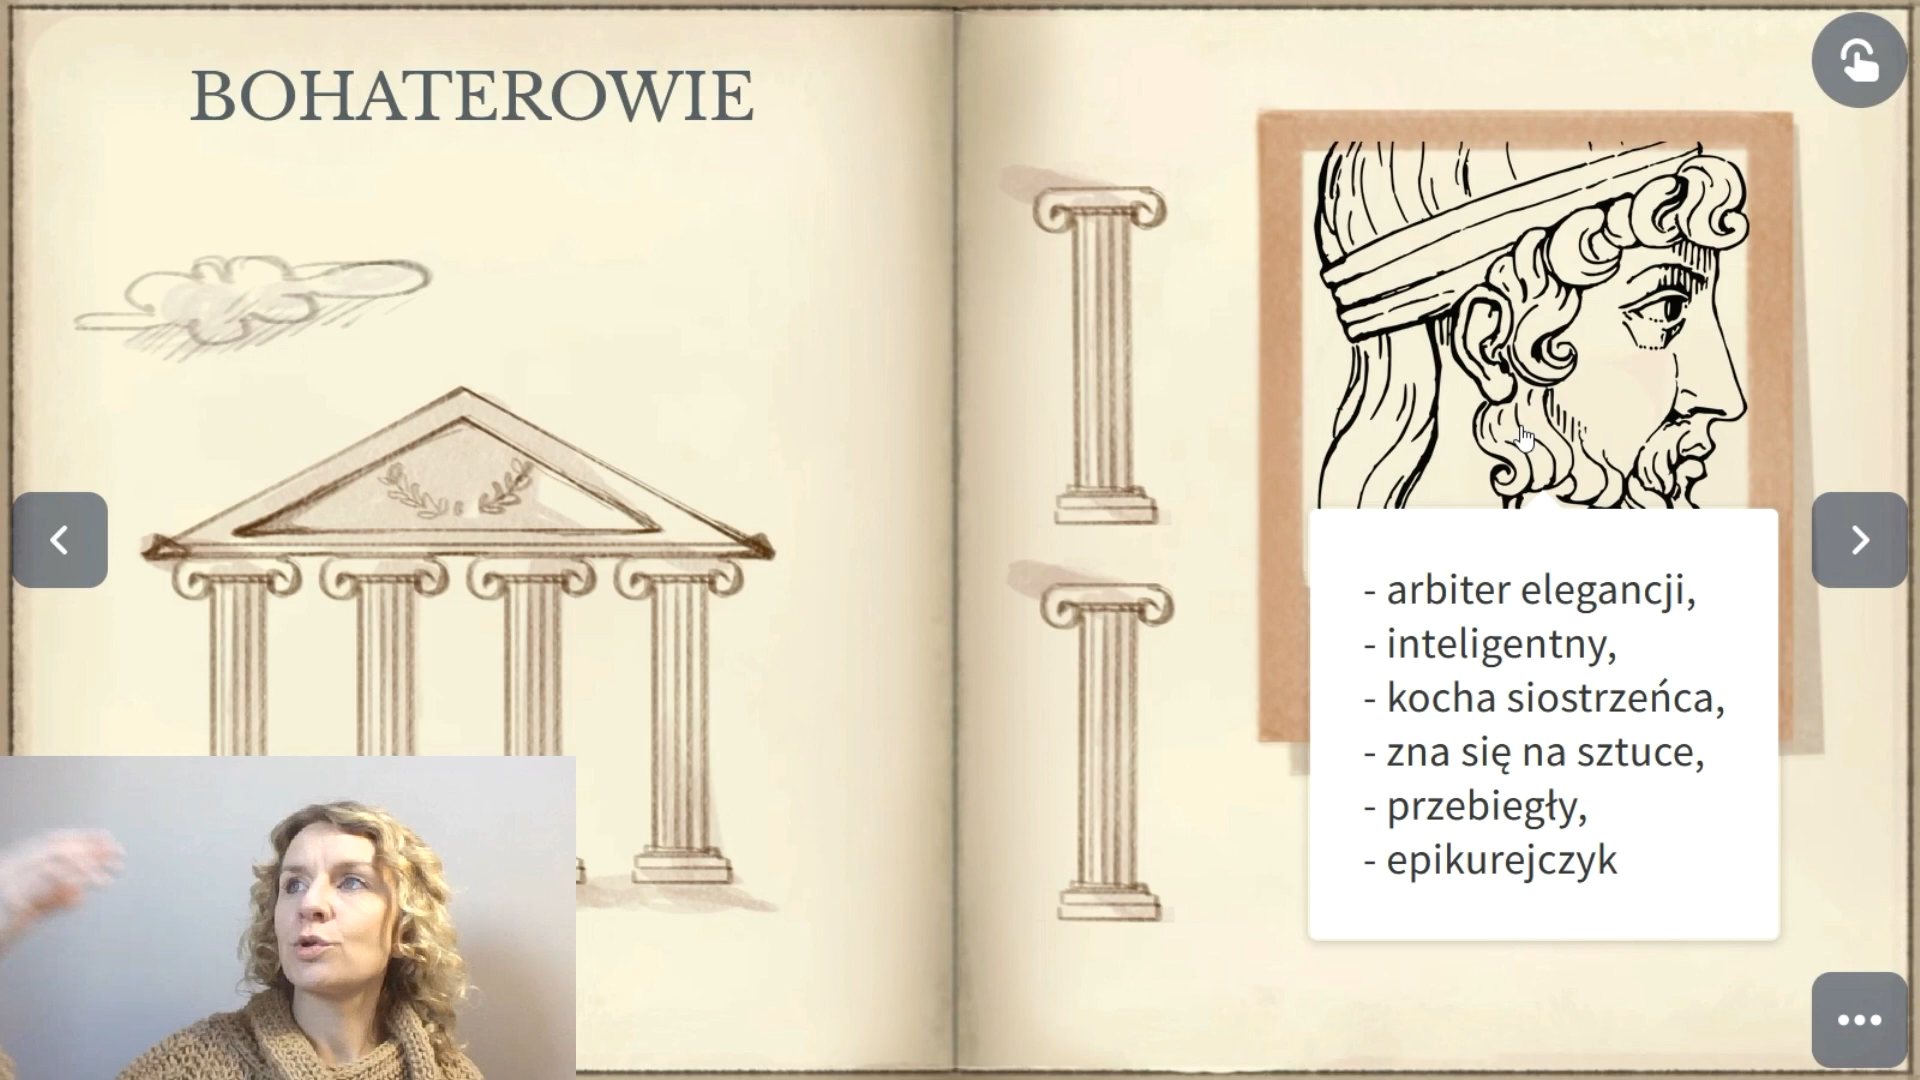 BOHATEROWIE
- arbiter elegancji,
- inteligentny,
- kocha siostrzeńca,
- zna się na sztuce,
- przebiegły,
- epikurejczyk